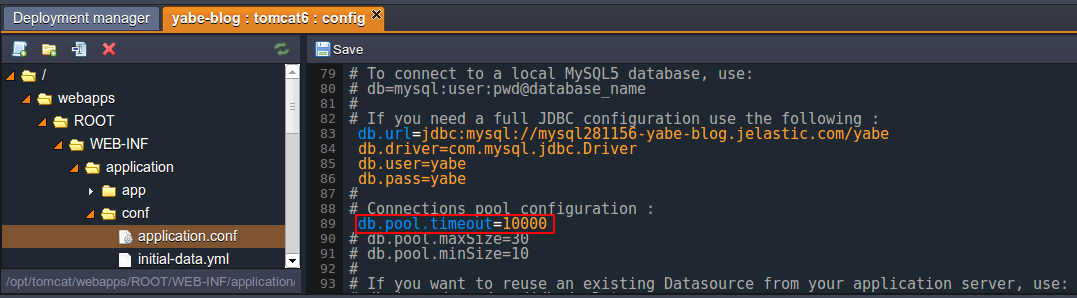 Deployment manager
yabe-blog : tomcat6 : config
Save
/
webapps
ROOT
WEB-INF
application
app
conf
application.conf
initial-data.yml
/opt/tomcat/webapps/ROOT/WEB-INF/application/
79 # To connect to a local MySQL5 database, use:
80 # db=mysql:user:pwd@database_name
81 #
82 # If you need a full JDBC configuration use the following :
83 db.url=jdbc:mysql://mysql281156-yabe-blog.jelastic.com/yabe
84 db.driver=com.mysql.jdbc.Driver
85 db.user=yabe
86 db.pass=yabe
87 #
88 # Connections pool configuration :
89 db.pool.timeout=10000
90 # db.pool.maxSize=30
91 # db.pool.minSize=10
92 #
93 # If you want to reuse an existing Datasource from your application server, use: